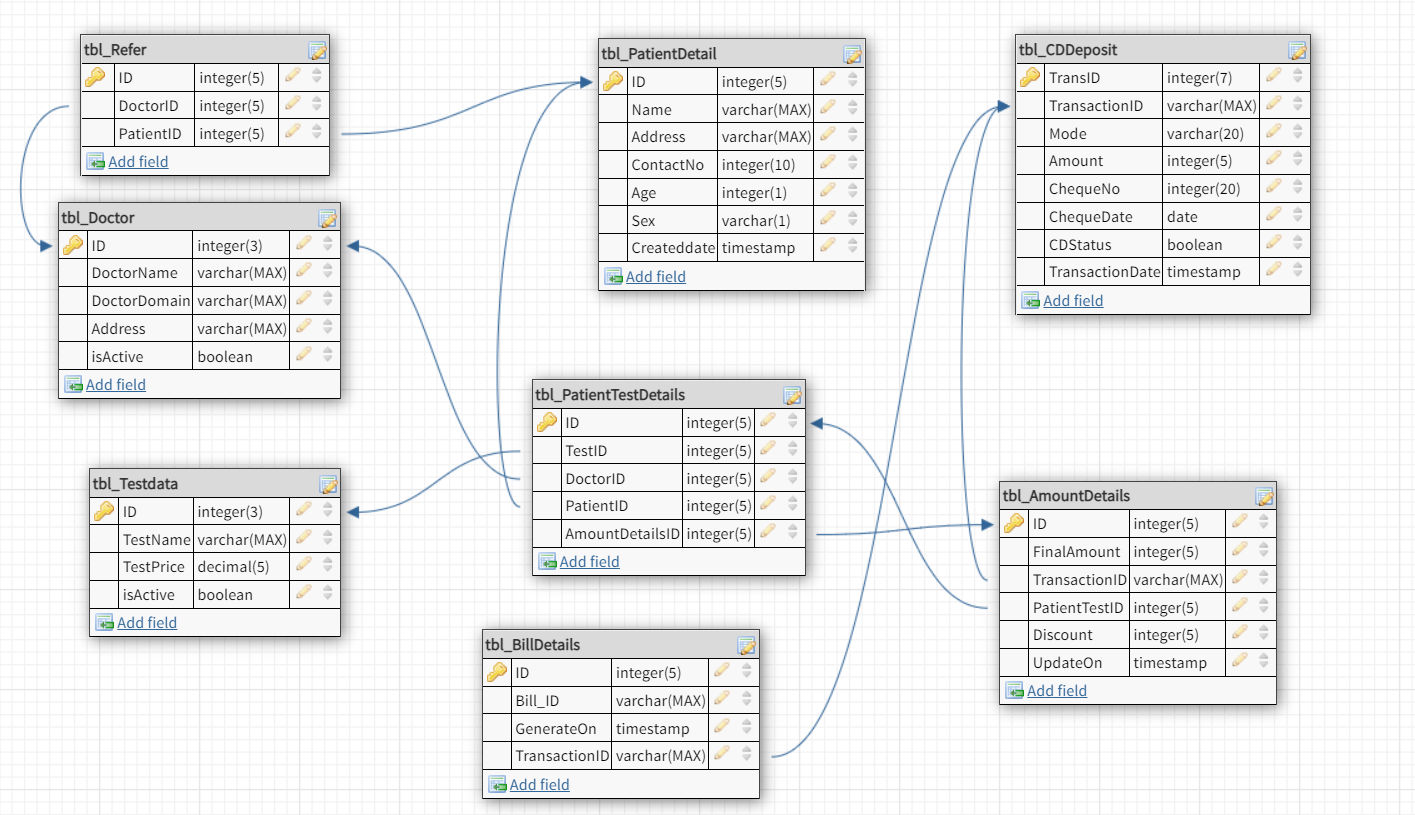 tbl_Refer
ID integer(5)
DoctorID integer(5)
PatientID integer(5)
Add field
tbl_Doctor
ID integer(3)
DoctorName varchar(MAX)
DoctorDomain varchar(MAX)
Address varchar(MAX)
isActive boolean
Add field
tbl_Testdata
ID integer(3)
TestName varchar(MAX)
TestPrice decimal(5)
isActive boolean
Add field
tbl_PatientDetail
ID integer(5)
Name varchar(MAX)
Address varchar(MAX)
ContactNo integer(10)
Age integer(1)
Sex varchar(1)
Createddate timestamp
Add field
tbl_PatientTestDetails
ID integer(5)
TestID integer(5)
DoctorID integer(5)
PatientID integer(5)
AmountDetailsID integer(5)
Add field
tbl_BillDetails
ID integer(5)
Bill_ID varchar(MAX)
GenerateOn timestamp
TransactionID varchar(MAX)
Add field
tbl_CDDeposit
TransID integer(7)
TransactionID varchar(MAX)
Mode varchar(20)
Amount integer(5)
ChequeNo integer(20)
ChequeDate date
CDStatus boolean
TransactionDate timestamp
Add field
tbl_AmountDetails
ID integer(5)
FinalAmount integer(5)
TransactionID varchar(MAX)
PatientTestID integer(5)
Discount integer(5)
UpdateOn timestamp
Add field